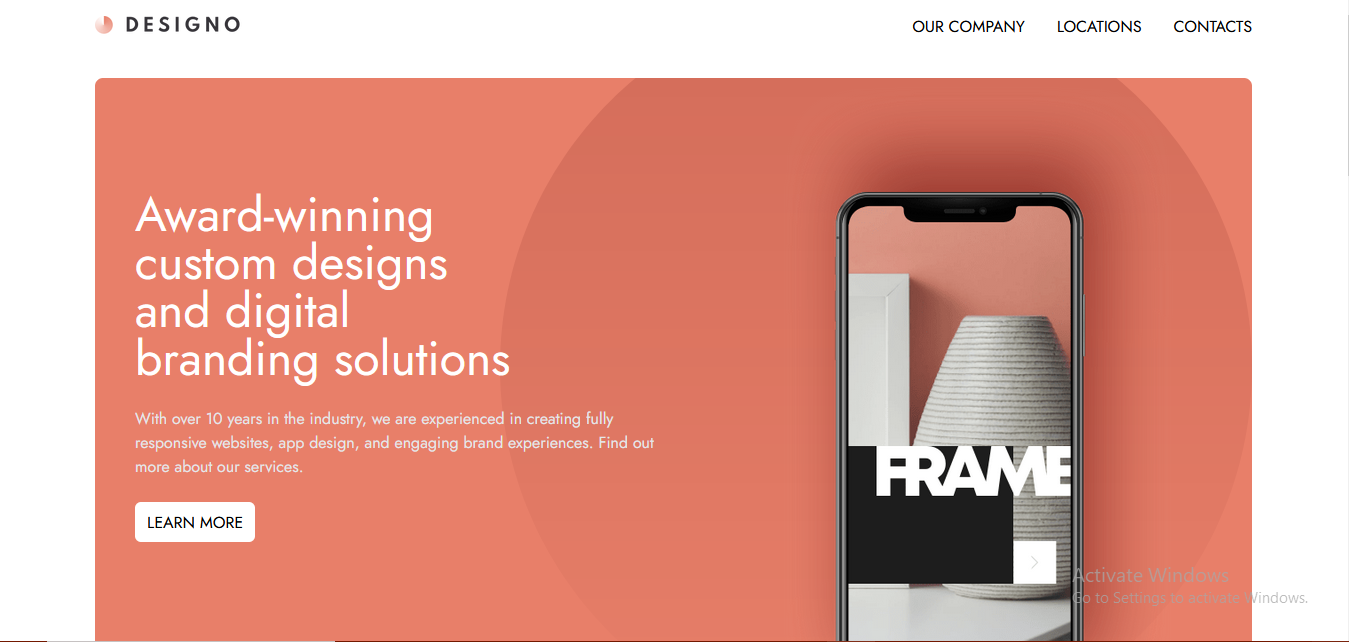 DESIGNO
OUR COMPANY LOCATIONS CONTACTS
Award-winning
custom designs
and digital
branding solutions
With over 10 years in the industry, we are experienced in creating fully
responsive websites, app design, and engaging brand experiences. Find out
more about our services.
LEARN MORE
FRAME
Activate Windows
Go to Settings to activate Windows.